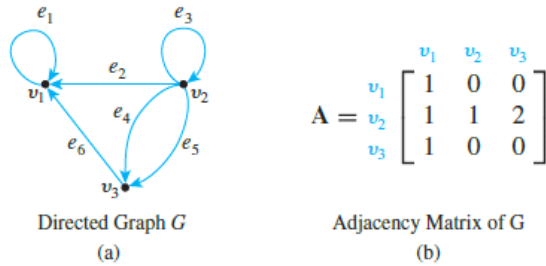 e₁
e₃
e₂
v₁
v₂
e₄
e₆
e₅
v₃
Directed Graph G
(a)
v₁ v₂ v₃
v₁ 1 0 0
A = v₂ 1 1 2
v₃ 1 0 0
Adjacency Matrix of G
(b)